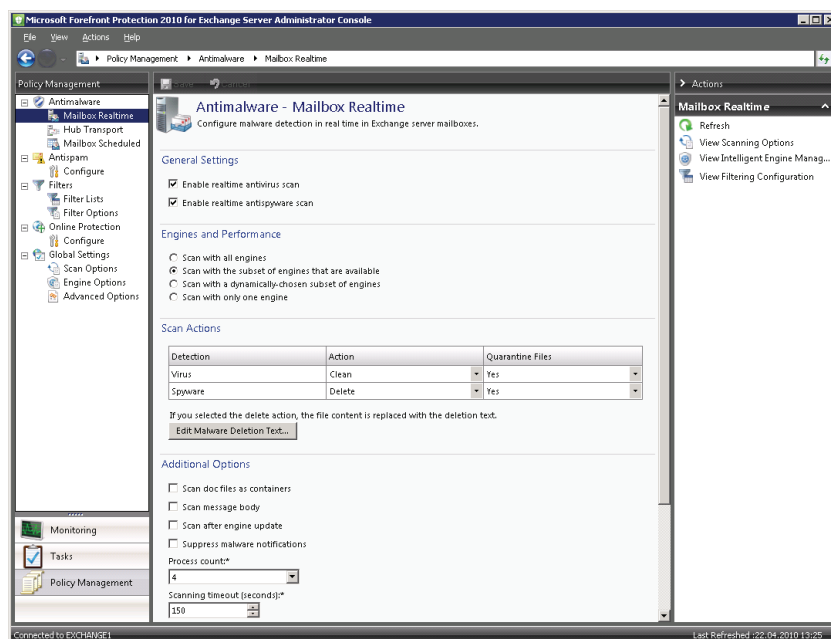 Microsoft Forefront Protection 2010 for Exchange Server Administrator Console
File View Actions Help
Policy Management Antimalware Mailbox Realtime
Policy Management
Antimalware
Mailbox Realtime
Hub Transport
Mailbox Scheduled
Antispam
Configure
Filters
Filter Lists
Filter Options
Online Protection
Configure
Global Settings
Scan Options
Engine Options
Advanced Options
Monitoring
Tasks
Policy Management
Save Cancel
Antimalware - Mailbox Realtime
Configure malware detection in real time in Exchange server mailboxes.
General Settings
Enable realtime antivirus scan
Enable realtime antispyware scan
Engines and Performance
Scan with all engines
Scan with the subset of engines that are available
Scan with a dynamically-chosen subset of engines
Scan with only one engine
Scan Actions
Detection Action Quarantine Files
Virus Clean Yes
Spyware Delete Yes
If you selected the delete action, the file content is replaced with the deletion text.
Edit Malware Deletion Text...
Additional Options
Scan doc files as containers
Scan message body
Scan after engine update
Suppress malware notifications
Process count:*
4
Scanning timeout (seconds):*
150
Actions
Mailbox Realtime
Refresh
View Scanning Options
View Intelligent Engine Manag...
View Filtering Configuration
Connected to EXCHANGE1
Last Refreshed :22.04.2010 13:25